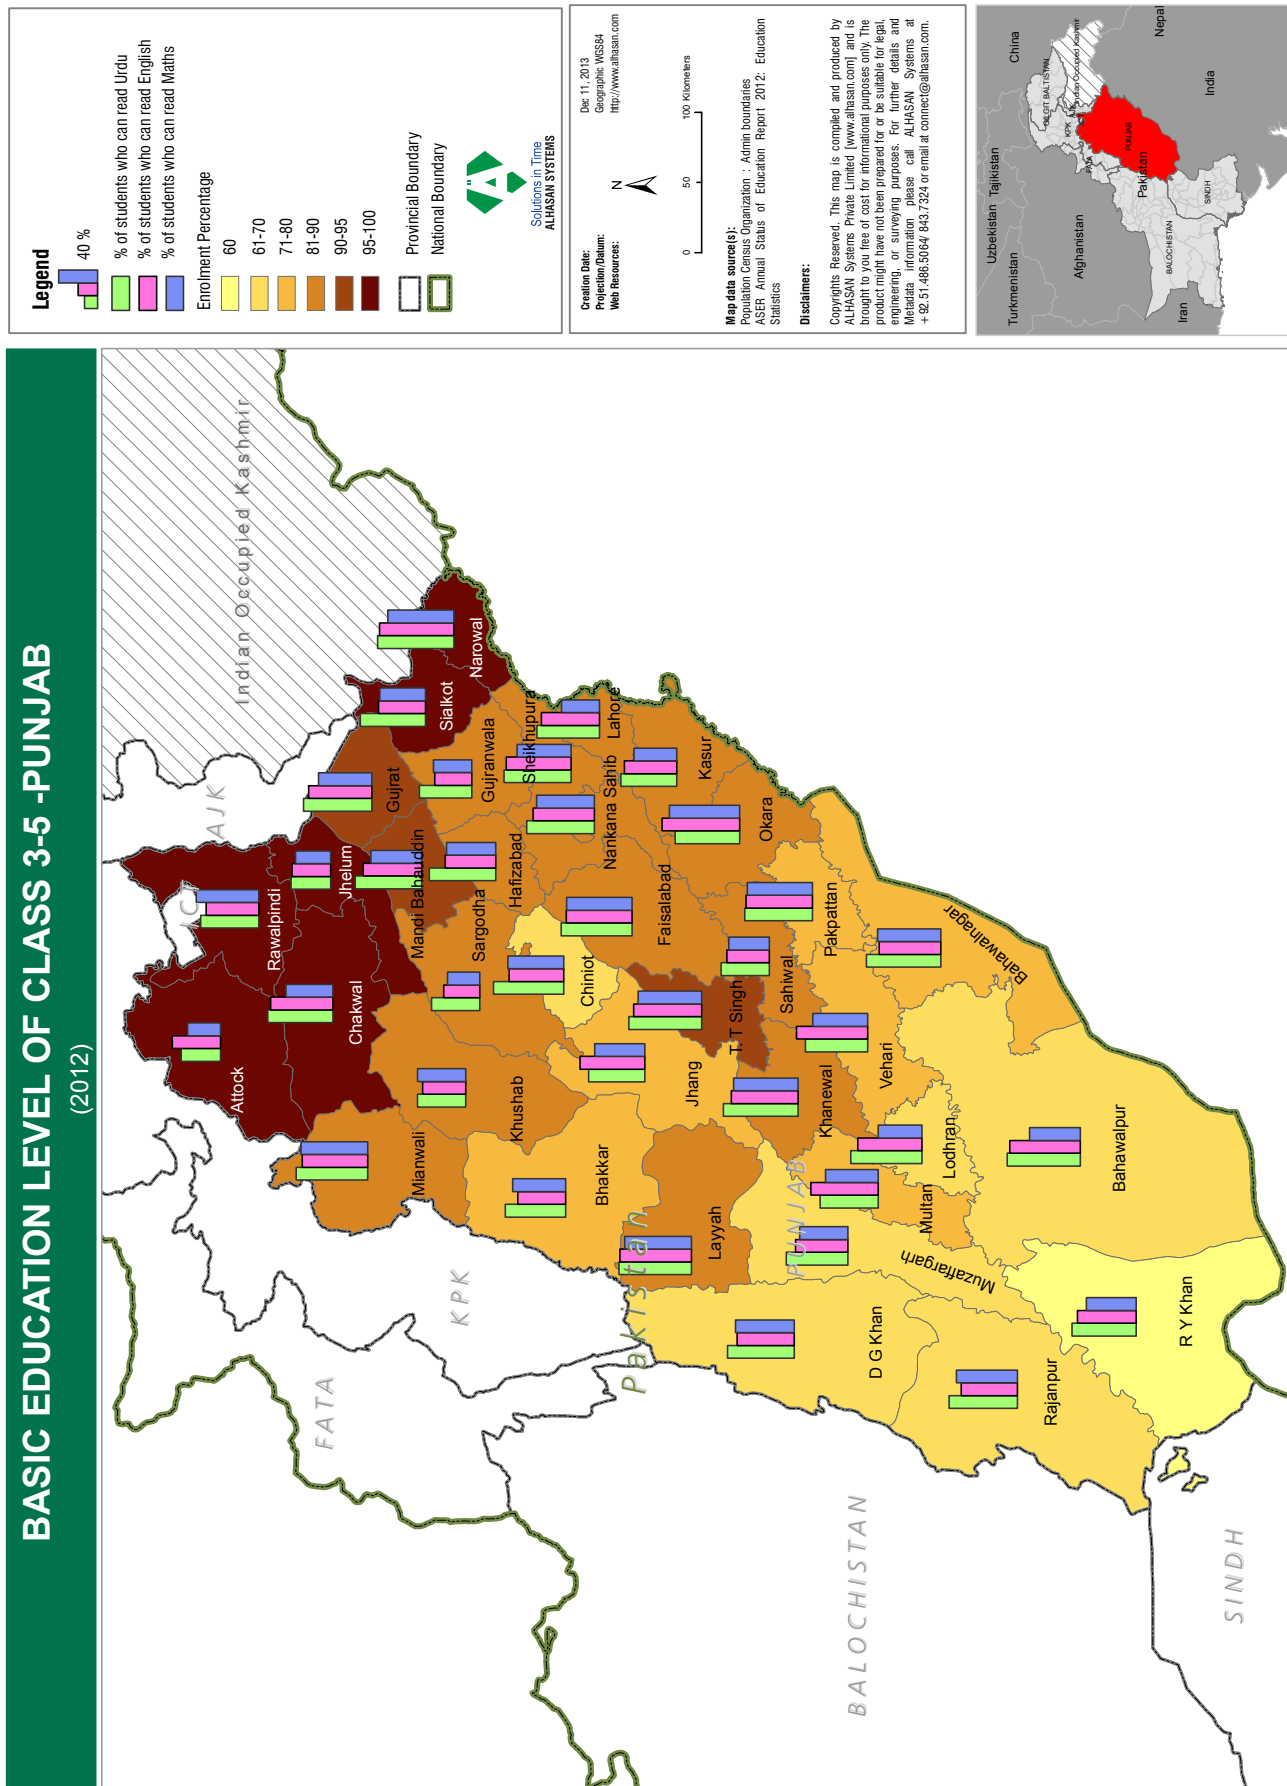 BASIC EDUCATION LEVEL OF CLASS 3-5 -PUNJAB
(2012)
Legend
40 %
% of students who can read Urdu
% of students who can read English
% of students who can read Maths
Enrolment Percentage
60
61-70
71-80
81-90
90-95
95-100
Provincial Boundary
National Boundary
Solutions in Time
ALHASAN SYSTEMS
Creation Date: Dec 11, 2013
Projection/Datum: Geographic WGS84
Web Resources: http://www.alhasan.com
N
0 50 100 Kilometers
Map data source(s):
Population Census Organization : Admin boundaries
ASER Annual Status of Education Report 2012: Education
Statistics
Disclaimers:
Copyrights Reserved. This map is compiled and produced by
ALHASAN Systems Private Limited [www.alhasan.com] and is
brought to you free of cost for informational purposes only. The
product might have not been prepared for or be suitable for legal,
engineering, or surveying purposes. For further details and
Metadata information please call ALHASAN Systems at
+92.51.486.5064/ 843.7324 or email at connect@alhasan.com.
Uzbekistan
Tajikistan
Turkmenistan
China
Afghanistan
GILGIT BALTISTAN
Indian Occupied Kashmir
KPK
AJK
FATA
PUNJAB
Pakistan
BALOCHISTAN
SINDH
Iran
India
Nepal
Indian Occupied Kashmir
AJK
ICT
KPK
FATA
Pakistan
PUNJAB
BALOCHISTAN
SINDH
Attock
Rawalpindi
Jhelum
Chakwal
Gujrat
Mandi Bahauddin
Sialkot
Narowal
Gujranwala
Sheikhupura
Lahore
Hafizabad
Nankana Sahib
Kasur
Sargodha
Chiniot
Faisalabad
Okara
Mianwali
Khushab
Bhakkar
Jhang
T. T Singh
Sahiwal
Pakpattan
Bahawalnagar
Layyah
Khanewal
Vehari
Lodhran
Multan
Muzaffargarh
Bahawalpur
D G Khan
Rajanpur
R Y Khan